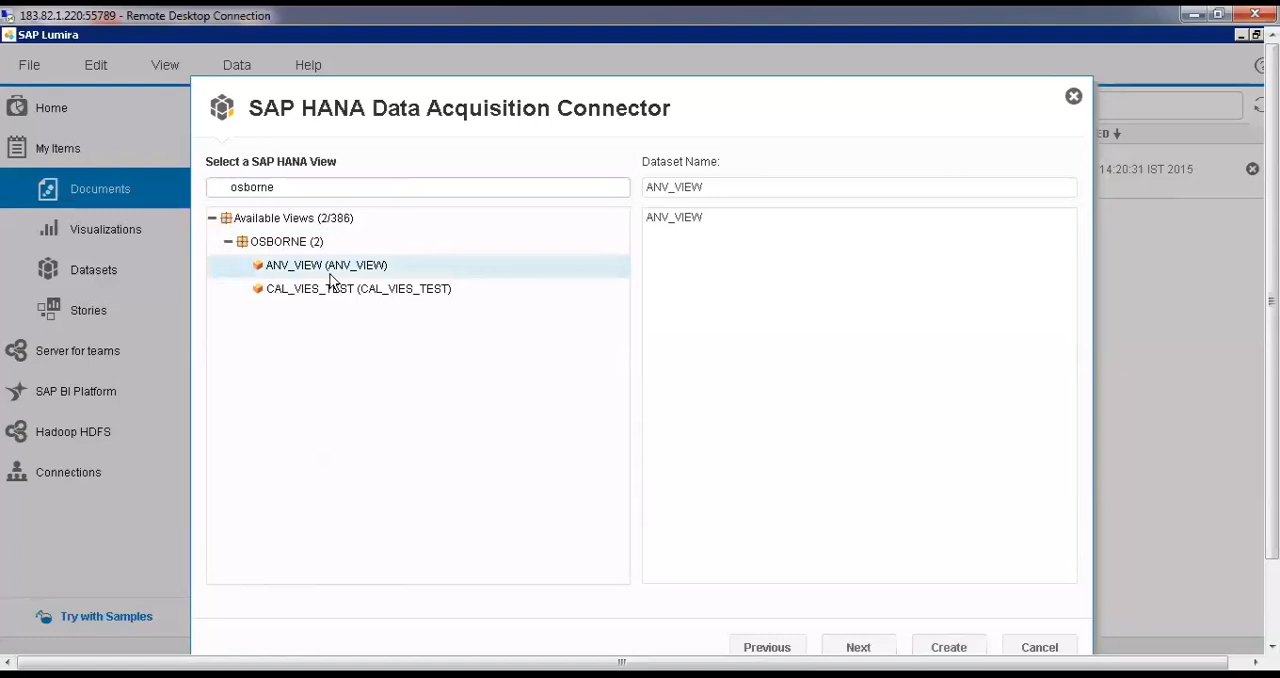 183.82.1.220:55789 - Remote Desktop Connection
SAP Lumira
File Edit View Data Help
SAP HANA Data Acquisition Connector
Home
My Items
Documents
Visualizations
Datasets
Stories
Server for teams
SAP BI Platform
Hadoop HDFS
Connections
Try with Samples
Select a SAP HANA View
osborne
Available Views (2/386)
OSBORNE (2)
ANV_VIEW (ANV_VIEW)
CAL_VIES_TEST (CAL_VIES_TEST)
Dataset Name:
ANV_VIEW
ANV_VIEW
ED
14:20:31 IST 2015
Previous Next Create Cancel